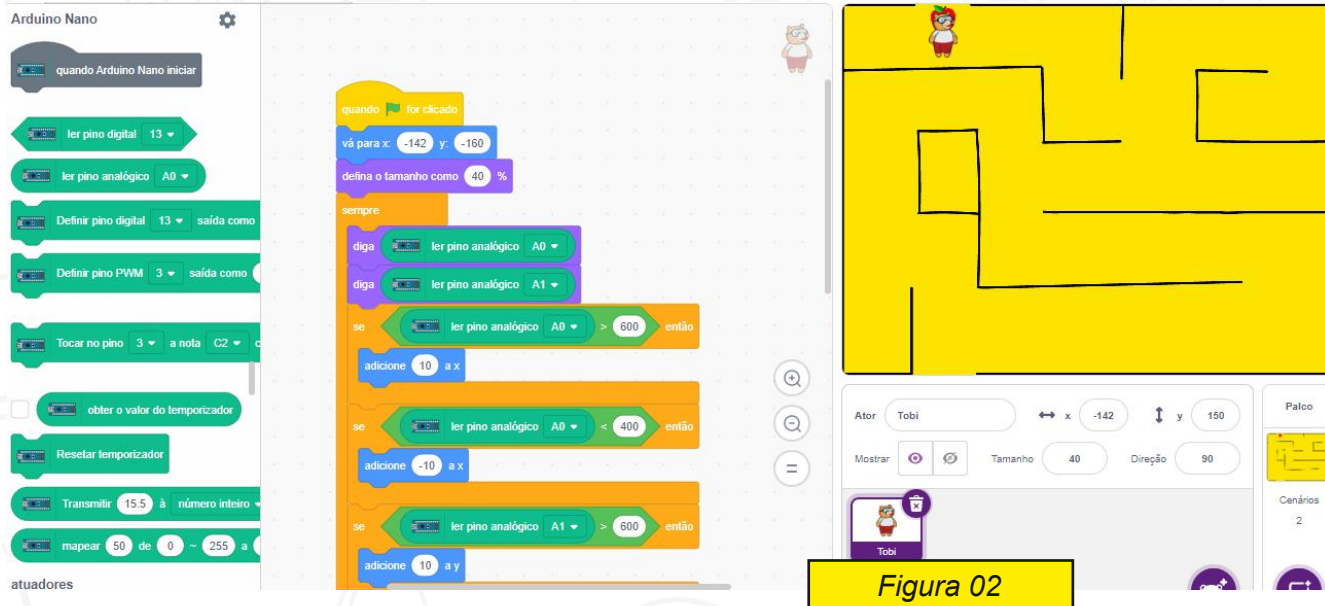 Arduino Nano
quando Arduino Nano iniciar
ler pino digital 13
ler pino analógico A0
Definir pino digital 13 saída como
Definir pino PWM 3 saída como
Tocar no pino 3 a nota C2 c
obter o valor do temporizador
Resetar temporizador
Transmitir 15.5 à número inteiro
mapear 50 de 0 ~ 255 a
atuadores
quando for clicado
vá para x: -142 y: -160
defina o tamanho como 40 %
sempre
diga ler pino analógico A0
diga ler pino analógico A1
se ler pino analógico A0 > 600 então
adicione 10 a x
se ler pino analógico A0 < 400 então
adicione -10 a x
se ler pino analógico A1 > 600 então
adicione 10 a y
Ator Tobi x -142 y 150
Mostrar Tamanho 40 Direção 90
Tobi
Palco
Cenários
2
Figura 02